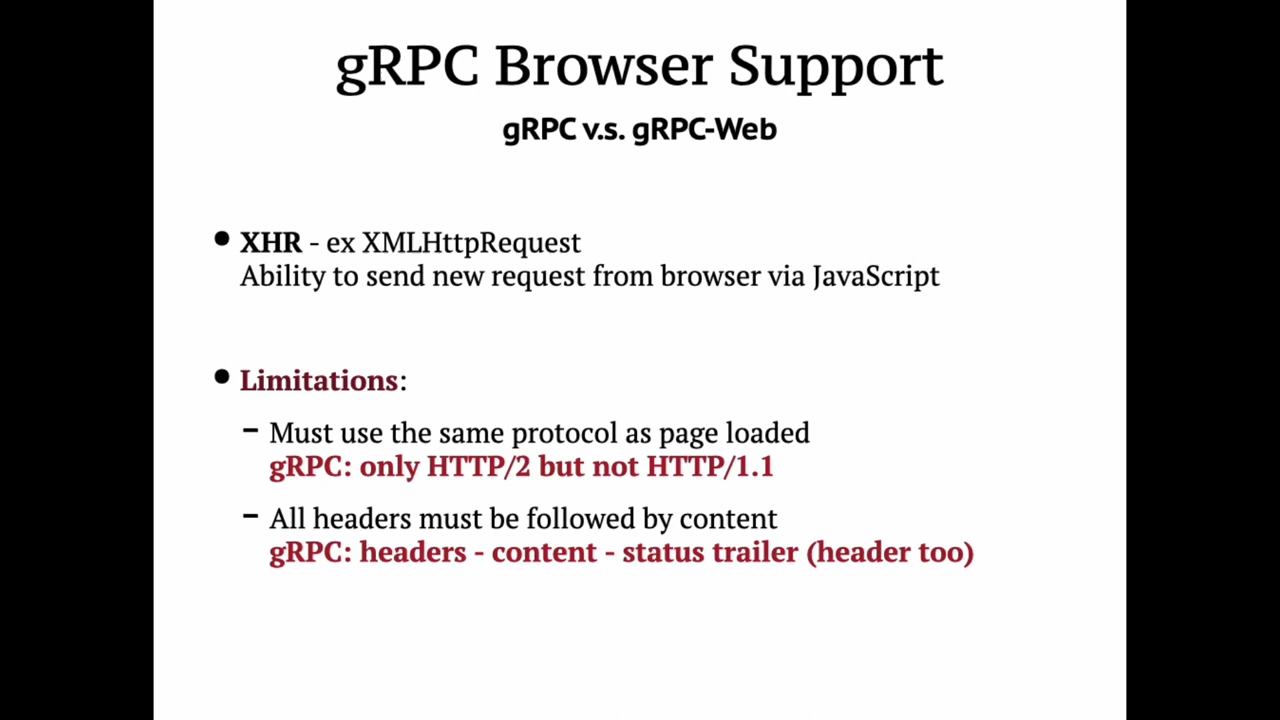 gRPC Browser Support
gRPC v.s. gRPC-Web
• XHR - ex XMLHttpRequest
Ability to send new request from browser via JavaScript
• Limitations:
– Must use the same protocol as page loaded
gRPC: only HTTP/2 but not HTTP/1.1
– All headers must be followed by content
gRPC: headers - content - status trailer (header too)